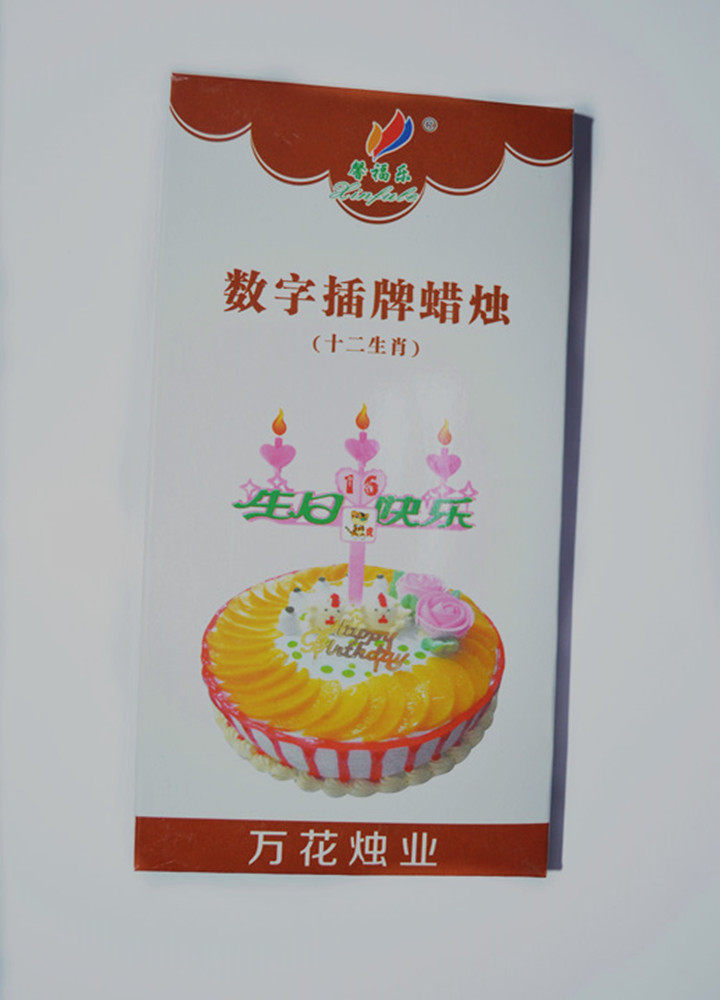 ®
馨福乐
Xinfule
数字插牌蜡烛
(十二生肖)
16
生日快乐
Happy
Birthday
万花烛业